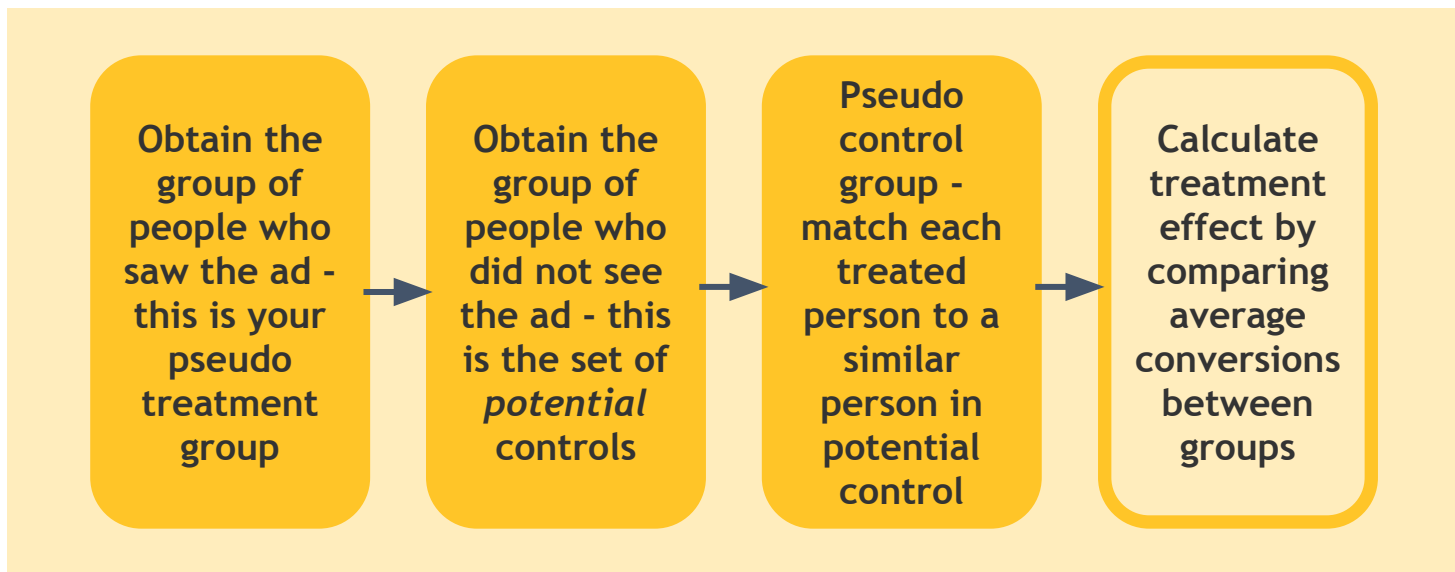 Obtain the
group of
people who
saw the ad -
this is your
pseudo
treatment
group
Obtain the
group of
people who
did not see
the ad - this
is the set of
potential
controls
Pseudo
control
group -
match each
treated
person to a
similar
person in
potential
control
Calculate
treatment
effect by
comparing
average
conversions
between
groups